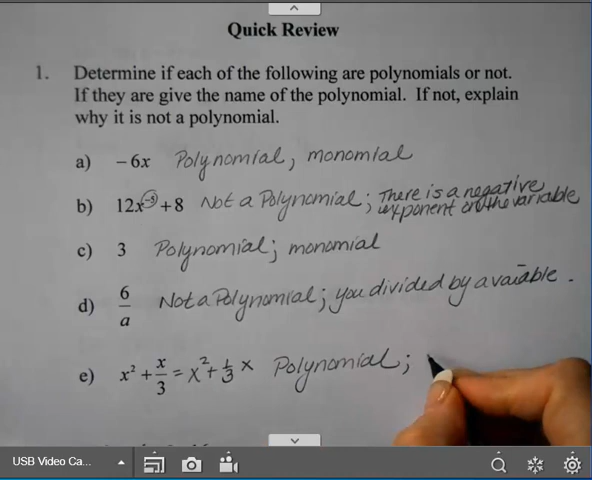 Quick Review
1. Determine if each of the following are polynomials or not.
If they are give the name of the polynomial. If not, explain
why it is not a polynomial.
a) −6x Polynomial, monomial
b) 12x⁻³+8 Not a Polynomial; There is a negative
exponent on the variable
c) 3 Polynomial; monomial
d) 6/a Not a Polynomial; you divided by a vaiable.
e) x² + x/3 = x² + 1/3 x Polynomial;
USB Video Ca...